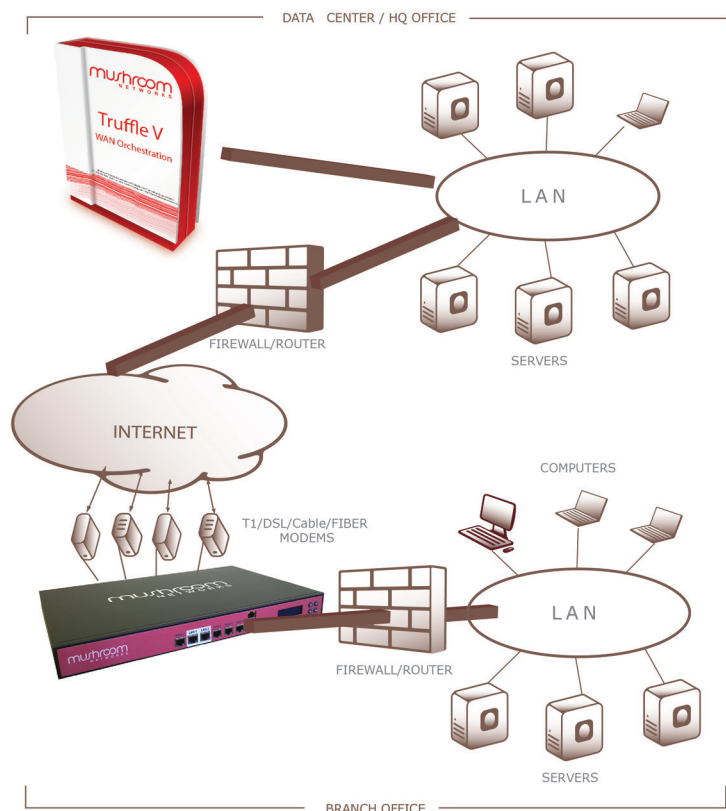 DATA CENTER / HQ OFFICE
mushroom
NETWORKS
Truffle V
WAN Orchestration
LAN
FIREWALL/ROUTER
SERVERS
INTERNET
COMPUTERS
T1/DSL/Cable/FIBER
MODEMS
mushroom
NETWORKS
mushroom
NETWORKS
LAN
FIREWALL/ROUTER
SERVERS
BRANCH OFFICE